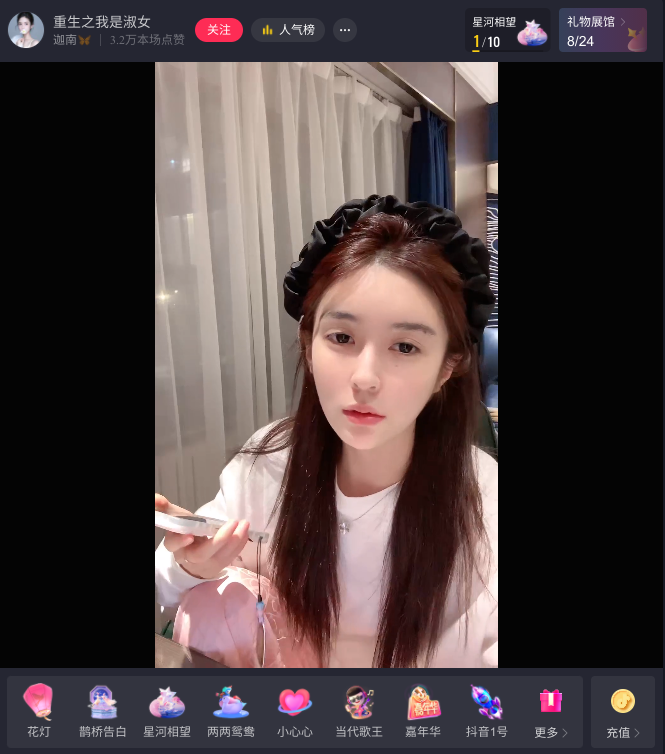 重生之我是淑女
迦南
3.2万本场点赞
关注
人气榜
星河相望
1/10
礼物展馆
8/24
花灯
鹊桥告白
星河相望
两两鸳鸯
小心心
当代歌王
嘉年华
嘉年华
抖音1号
更多
充值